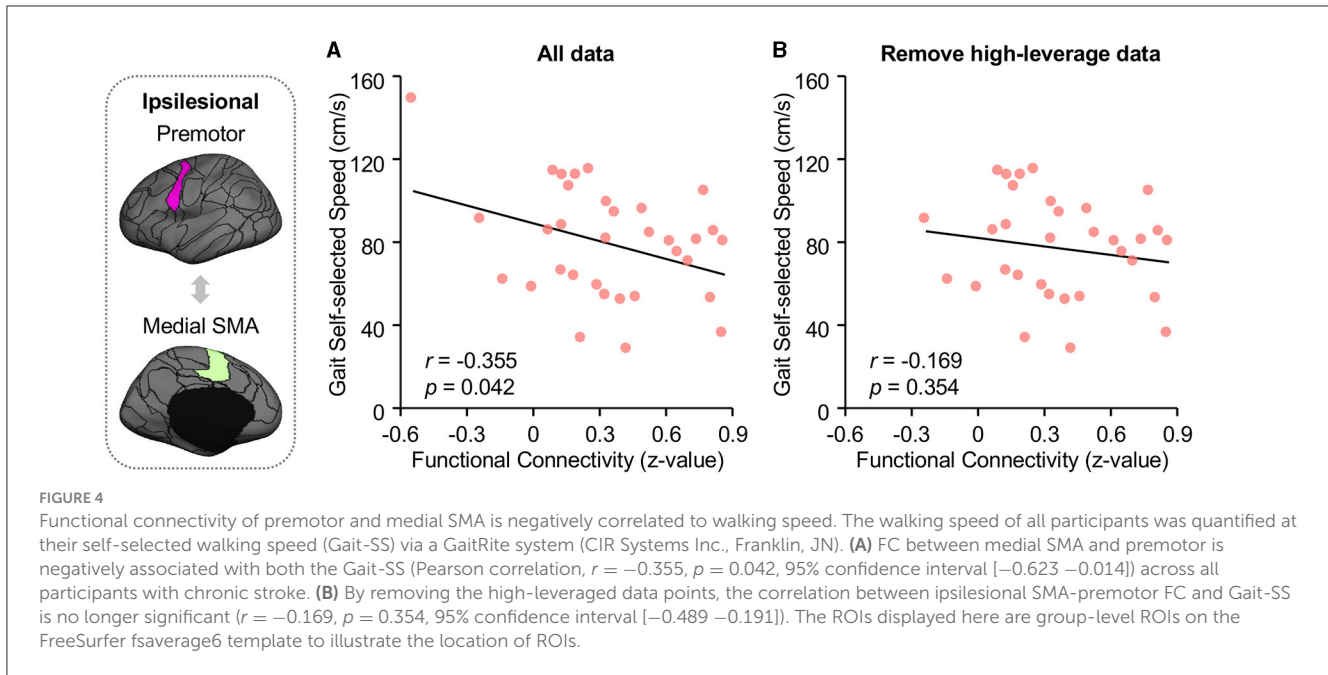 Ipsilesional
Premotor
Medial SMA
A
All data
Gait Self-selected Speed (cm/s)
160
120
80
40
0
r = -0.355
p = 0.042
-0.6 -0.3 0 0.3 0.6 0.9
Functional Connectivity (z-value)
B
Remove high-leverage data
Gait Self-selected Speed (cm/s)
160
120
80
40
0
r = -0.169
p = 0.354
-0.6 -0.3 0 0.3 0.6 0.9
Functional Connectivity (z-value)
FIGURE 4
Functional connectivity of premotor and medial SMA is negatively correlated to walking speed. The walking speed of all participants was quantified at
their self-selected walking speed (Gait-SS) via a GaitRite system (CIR Systems Inc., Franklin, JN). (A) FC between medial SMA and premotor is
negatively associated with both the Gait-SS (Pearson correlation, r = −0.355, p = 0.042, 95% confidence interval [−0.623 −0.014]) across all
participants with chronic stroke. (B) By removing the high-leveraged data points, the correlation between ipsilesional SMA-premotor FC and Gait-SS
is no longer significant (r = −0.169, p = 0.354, 95% confidence interval [−0.489 −0.191]). The ROIs displayed here are group-level ROIs on the
FreeSurfer fsaverage6 template to illustrate the location of ROIs.